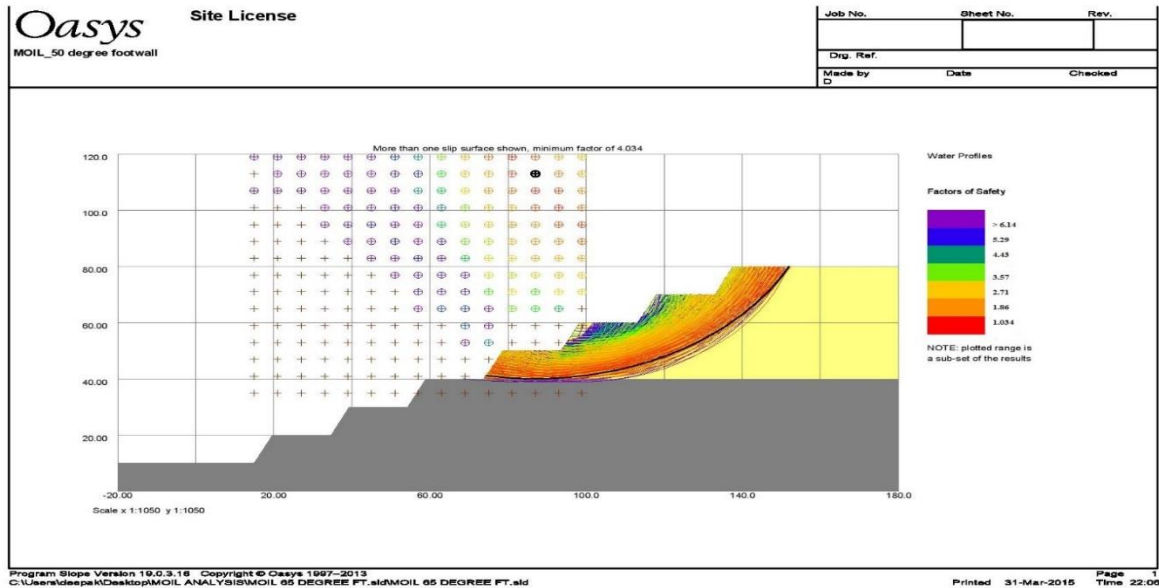 Oasys
Site License
MOIL_50 degree footwall
Job No. Sheet No. Rev.
Drg. Ref.
Made by Date Checked
D
More than one slip surface shown, minimum factor of 4.034
120.0
100.0
80.00
60.00
40.00
20.00
-20.00 20.00 60.00 100.0 140.0 180.0
Scale x 1:1050 y 1:1050
Water Profiles
Factors of Safety
> 6.14
5.29
4.43
3.57
2.71
1.86
1.034
NOTE: plotted range is
a sub-set of the results
Program Slope Version 19.0.3.16 Copyright © Oasys 1997-2013
C:\Users\deepak\Desktop\MOIL ANALYSIS\MOIL 65 DEGREE FT.sld\MOIL 65 DEGREE FT.sld
Page 1
Printed 31-Mar-2015 Time